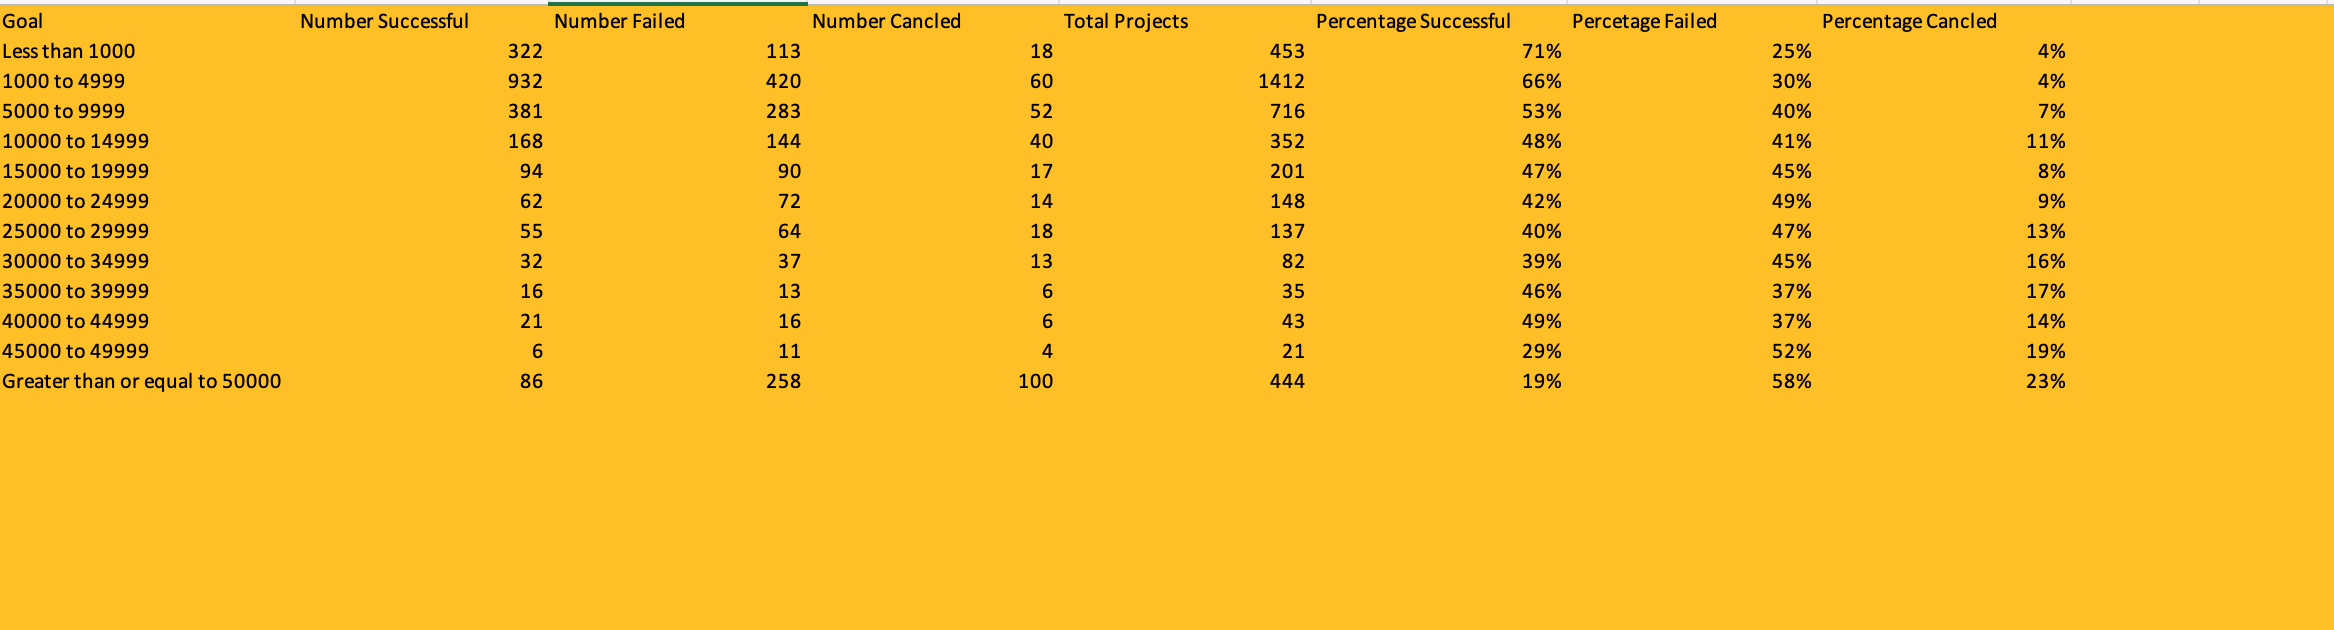 Goal Number Successful Number Failed Number Cancled Total Projects Percentage Successful Percetage Failed Percentage Cancled
Less than 1000 322 113 18 453 71% 25% 4%
1000 to 4999 932 420 60 1412 66% 30% 4%
5000 to 9999 381 283 52 716 53% 40% 7%
10000 to 14999 168 144 40 352 48% 41% 11%
15000 to 19999 94 90 17 201 47% 45% 8%
20000 to 24999 62 72 14 148 42% 49% 9%
25000 to 29999 55 64 18 137 40% 47% 13%
30000 to 34999 32 37 13 82 39% 45% 16%
35000 to 39999 16 13 6 35 46% 37% 17%
40000 to 44999 21 16 6 43 49% 37% 14%
45000 to 49999 6 11 4 21 29% 52% 19%
Greater than or equal to 50000 86 258 100 444 19% 58% 23%